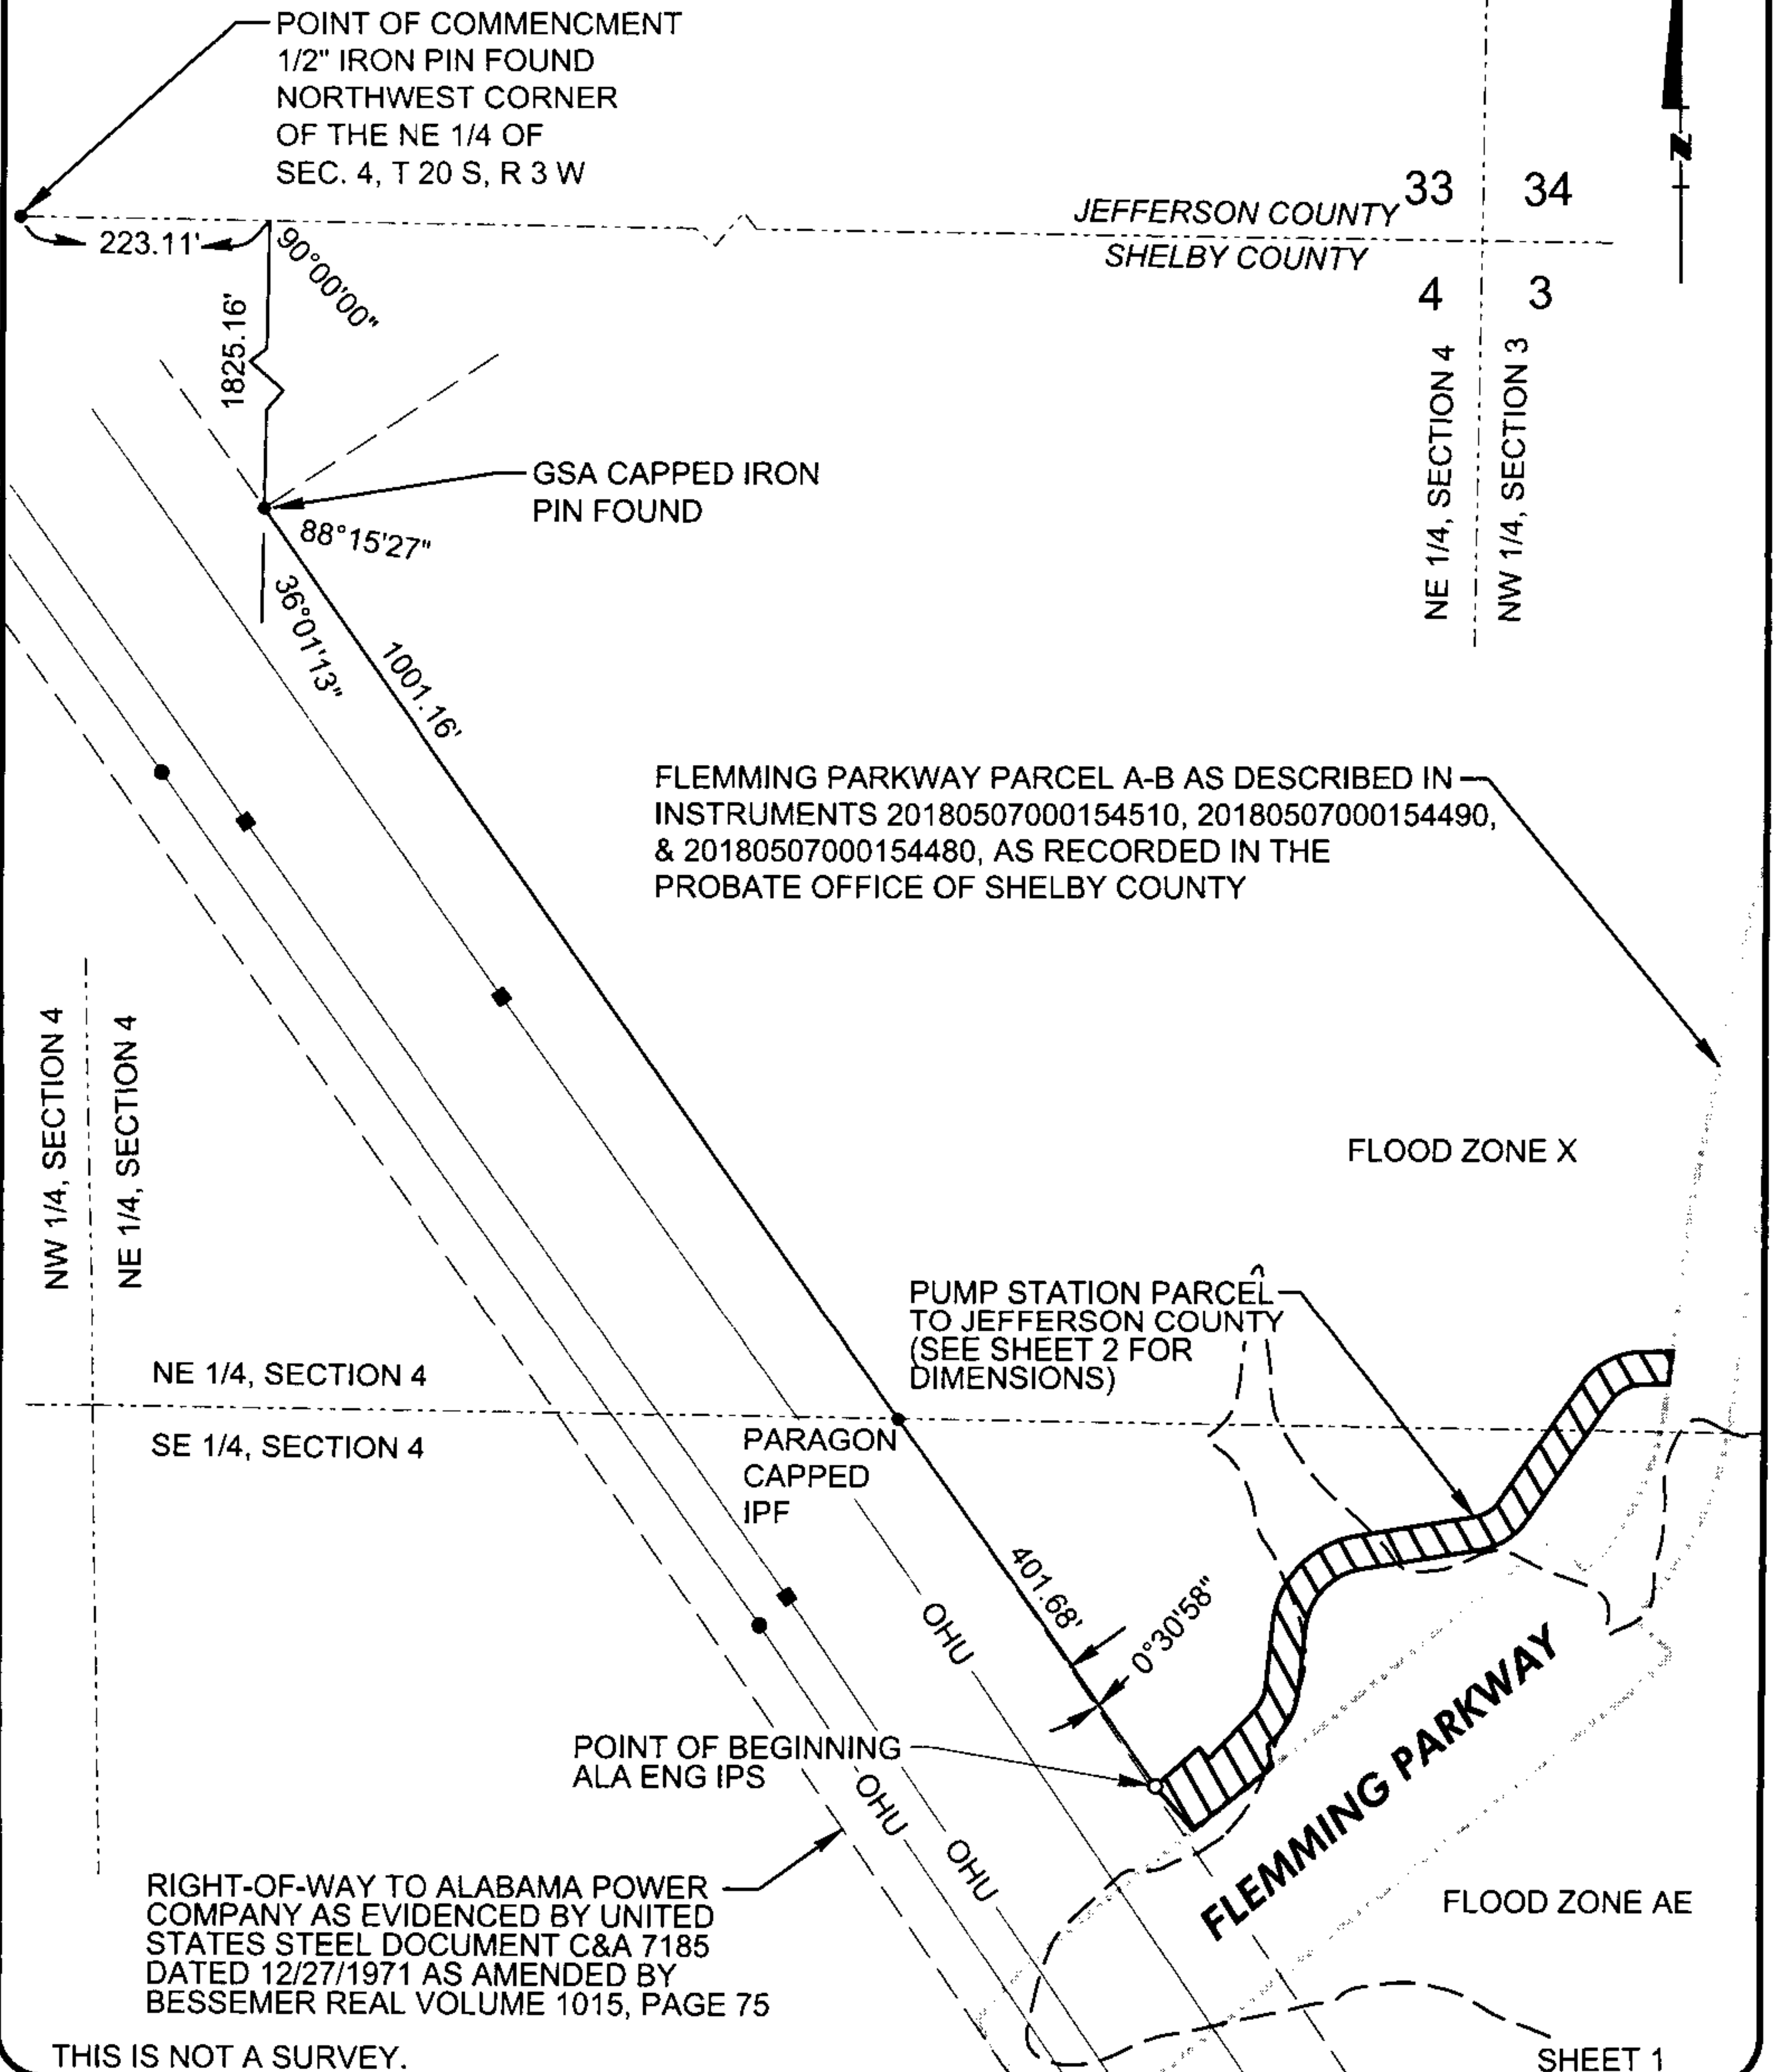 POINT OF COMMENCMENT
1/2" IRON PIN FOUND
NORTHWEST CORNER
OF THE NE 1/4 OF
SEC. 4, T 20 S, R 3 W
N
33
34
JEFFERSON COUNTY
SHELBY COUNTY
4
3
223.11'
90°00'00"
1825.16'
NE 1/4, SECTION 4
NW 1/4, SECTION 3
GSA CAPPED IRON
PIN FOUND
88°15'27"
36°01'13"
1001.16'
FLEMMING PARKWAY PARCEL A-B AS DESCRIBED IN
INSTRUMENTS 20180507000154510, 20180507000154490,
& 20180507000154480, AS RECORDED IN THE
PROBATE OFFICE OF SHELBY COUNTY
NW 1/4, SECTION 4
NE 1/4, SECTION 4
FLOOD ZONE X
PUMP STATION PARCEL
TO JEFFERSON COUNTY
(SEE SHEET 2 FOR
DIMENSIONS)
NE 1/4, SECTION 4
SE 1/4, SECTION 4
PARAGON
CAPPED
IPF
401.68'
0°30'58"
OHU
POINT OF BEGINNING
ALA ENG IPS
OHU
OHU
FLEMMING PARKWAY
FLOOD ZONE AE
RIGHT-OF-WAY TO ALABAMA POWER
COMPANY AS EVIDENCED BY UNITED
STATES STEEL DOCUMENT C&A 7185
DATED 12/27/1971 AS AMENDED BY
BESSEMER REAL VOLUME 1015, PAGE 75
THIS IS NOT A SURVEY.
SHEET 1